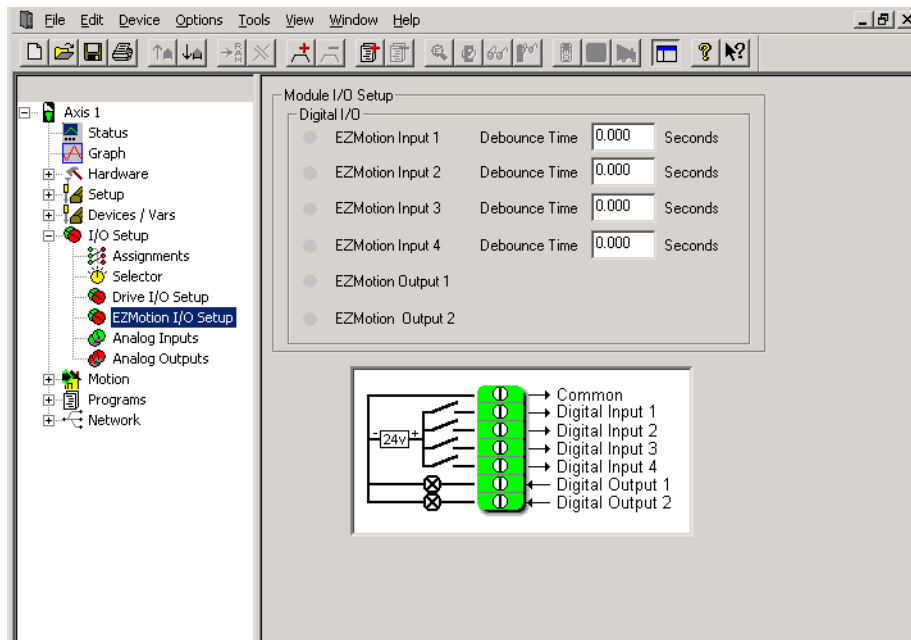 File Edit Device Options Tools View Window Help
RAM
Axis 1
Status
Graph
Hardware
Setup
Devices / Vars
I/O Setup
Assignments
Selector
Drive I/O Setup
EZMotion I/O Setup
Analog Inputs
Analog Outputs
Motion
Programs
Network
Module I/O Setup
Digital I/O
EZMotion Input 1 Debounce Time 0.000 Seconds
EZMotion Input 2 Debounce Time 0.000 Seconds
EZMotion Input 3 Debounce Time 0.000 Seconds
EZMotion Input 4 Debounce Time 0.000 Seconds
EZMotion Output 1
EZMotion Output 2
Common
Digital Input 1
Digital Input 2
- 24v +
Digital Input 3
Digital Input 4
Digital Output 1
Digital Output 2